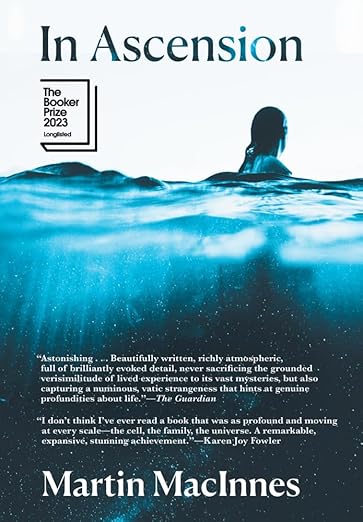 In Ascension
The
Booker
Prize
2023
Longlisted
“Astonishing . . . Beautifully written, richly atmospheric,
full of brilliantly evoked detail, never sacrificing the grounded
verisimilitude of lived experience to its vast mysteries, but also
capturing a numinous, vatic strangeness that hints at genuine
profundities about life.”—The Guardian
“I don’t think I’ve ever read a book that was as profound and moving
at every scale—the cell, the family, the universe. A remarkable,
expansive, stunning achievement.”—Karen Joy Fowler
Martin MacInnes